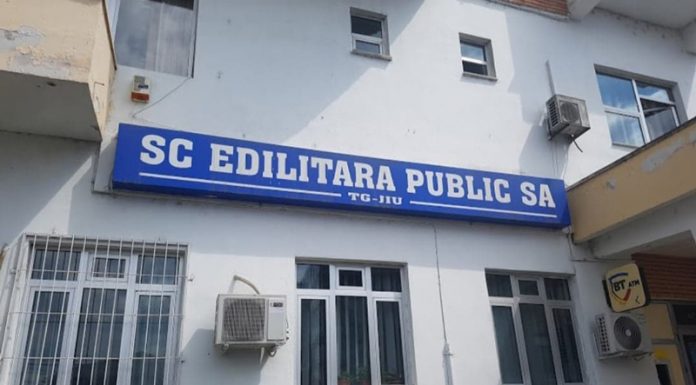 SC EDILITARA PUBLIC SA
TG-JIU
BT ATM